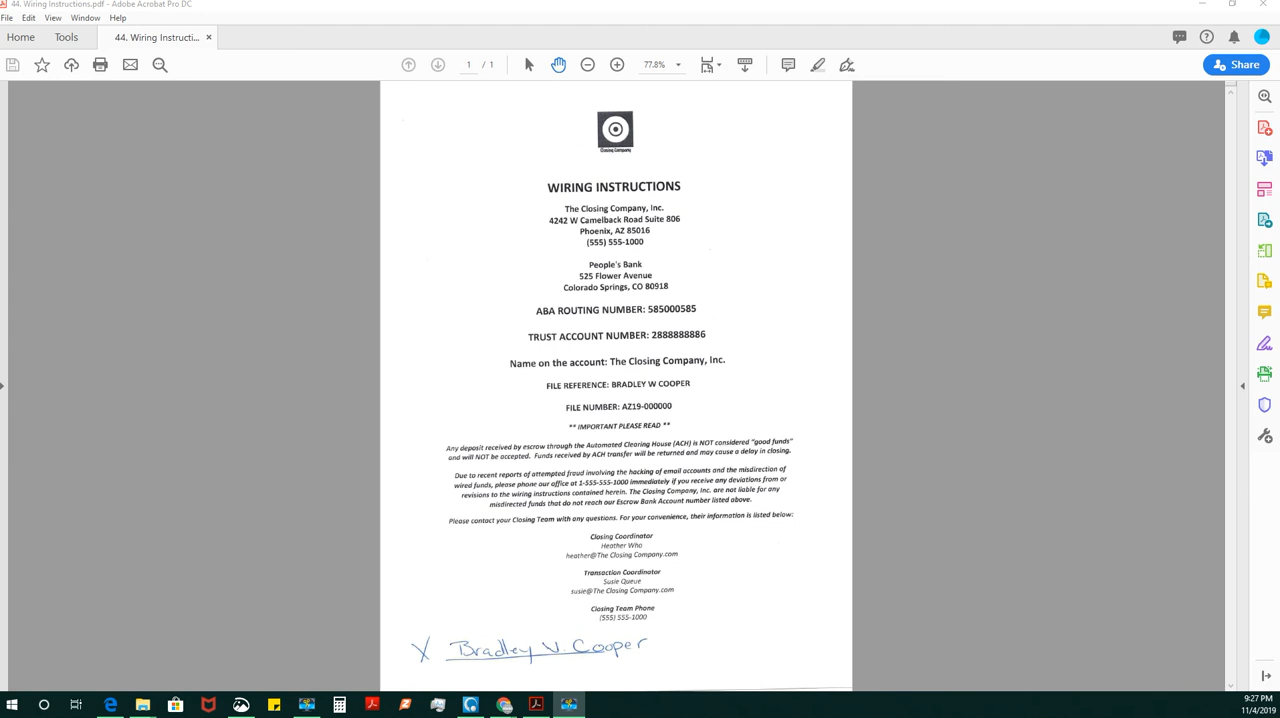 44. Wiring Instructions.pdf - Adobe Acrobat Pro DC
File Edit View Window Help
Home Tools 44. Wiring Instructi... ×
1 / 1 77.8% Share
Closing Company
WIRING INSTRUCTIONS
The Closing Company, Inc.
4242 W Camelback Road Suite 806
Phoenix, AZ 85016
(555) 555-1000
People's Bank
525 Flower Avenue
Colorado Springs, CO 80918
ABA ROUTING NUMBER: 585000585
TRUST ACCOUNT NUMBER: 2888888886
Name on the account: The Closing Company, Inc.
FILE REFERENCE: BRADLEY W COOPER
FILE NUMBER: AZ19-000000
** IMPORTANT PLEASE READ **
Any deposit received by escrow through the Automated Clearing House (ACH) is NOT considered "good funds"
and will NOT be accepted. Funds received by ACH transfer will be returned and may cause a delay in closing.
Due to recent reports of attempted fraud involving the hacking of email accounts and the misdirection of
wired funds, please phone our office at 1-555-555-1000 immediately if you receive any deviations from or
revisions to the wiring instructions contained herein. The Closing Company, Inc. are not liable for any
misdirected funds that do not reach our Escrow Bank Account number listed above.
Please contact your Closing Team with any questions. For your convenience, their information is listed below:
Closing Coordinator
Heather Who
heather@The Closing Company.com
Transaction Coordinator
Susie Queue
susie@The Closing Company.com
Closing Team Phone
(555) 555-1000
X Bradley V. Cooper
9:27 PM
11/4/2019